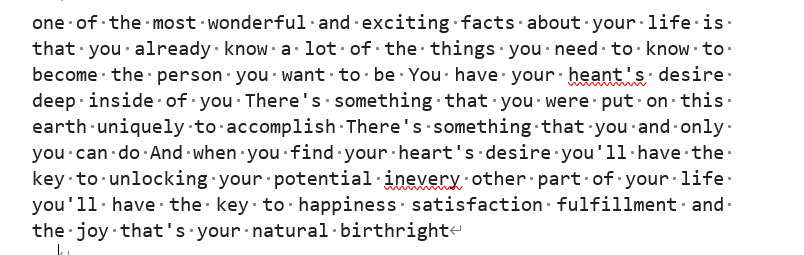 one of the most wonderful and exciting facts about your life is
that you already know a lot of the things you need to know to
become the person you want to be You have your heant's desire
deep inside of you There's something that you were put on this
earth uniquely to accomplish There's something that you and only
you can do And when you find your heart's desire you'll have the
key to unlocking your potential inevery other part of your life
you'll have the key to happiness satisfaction fulfillment and
the joy that's your natural birthright